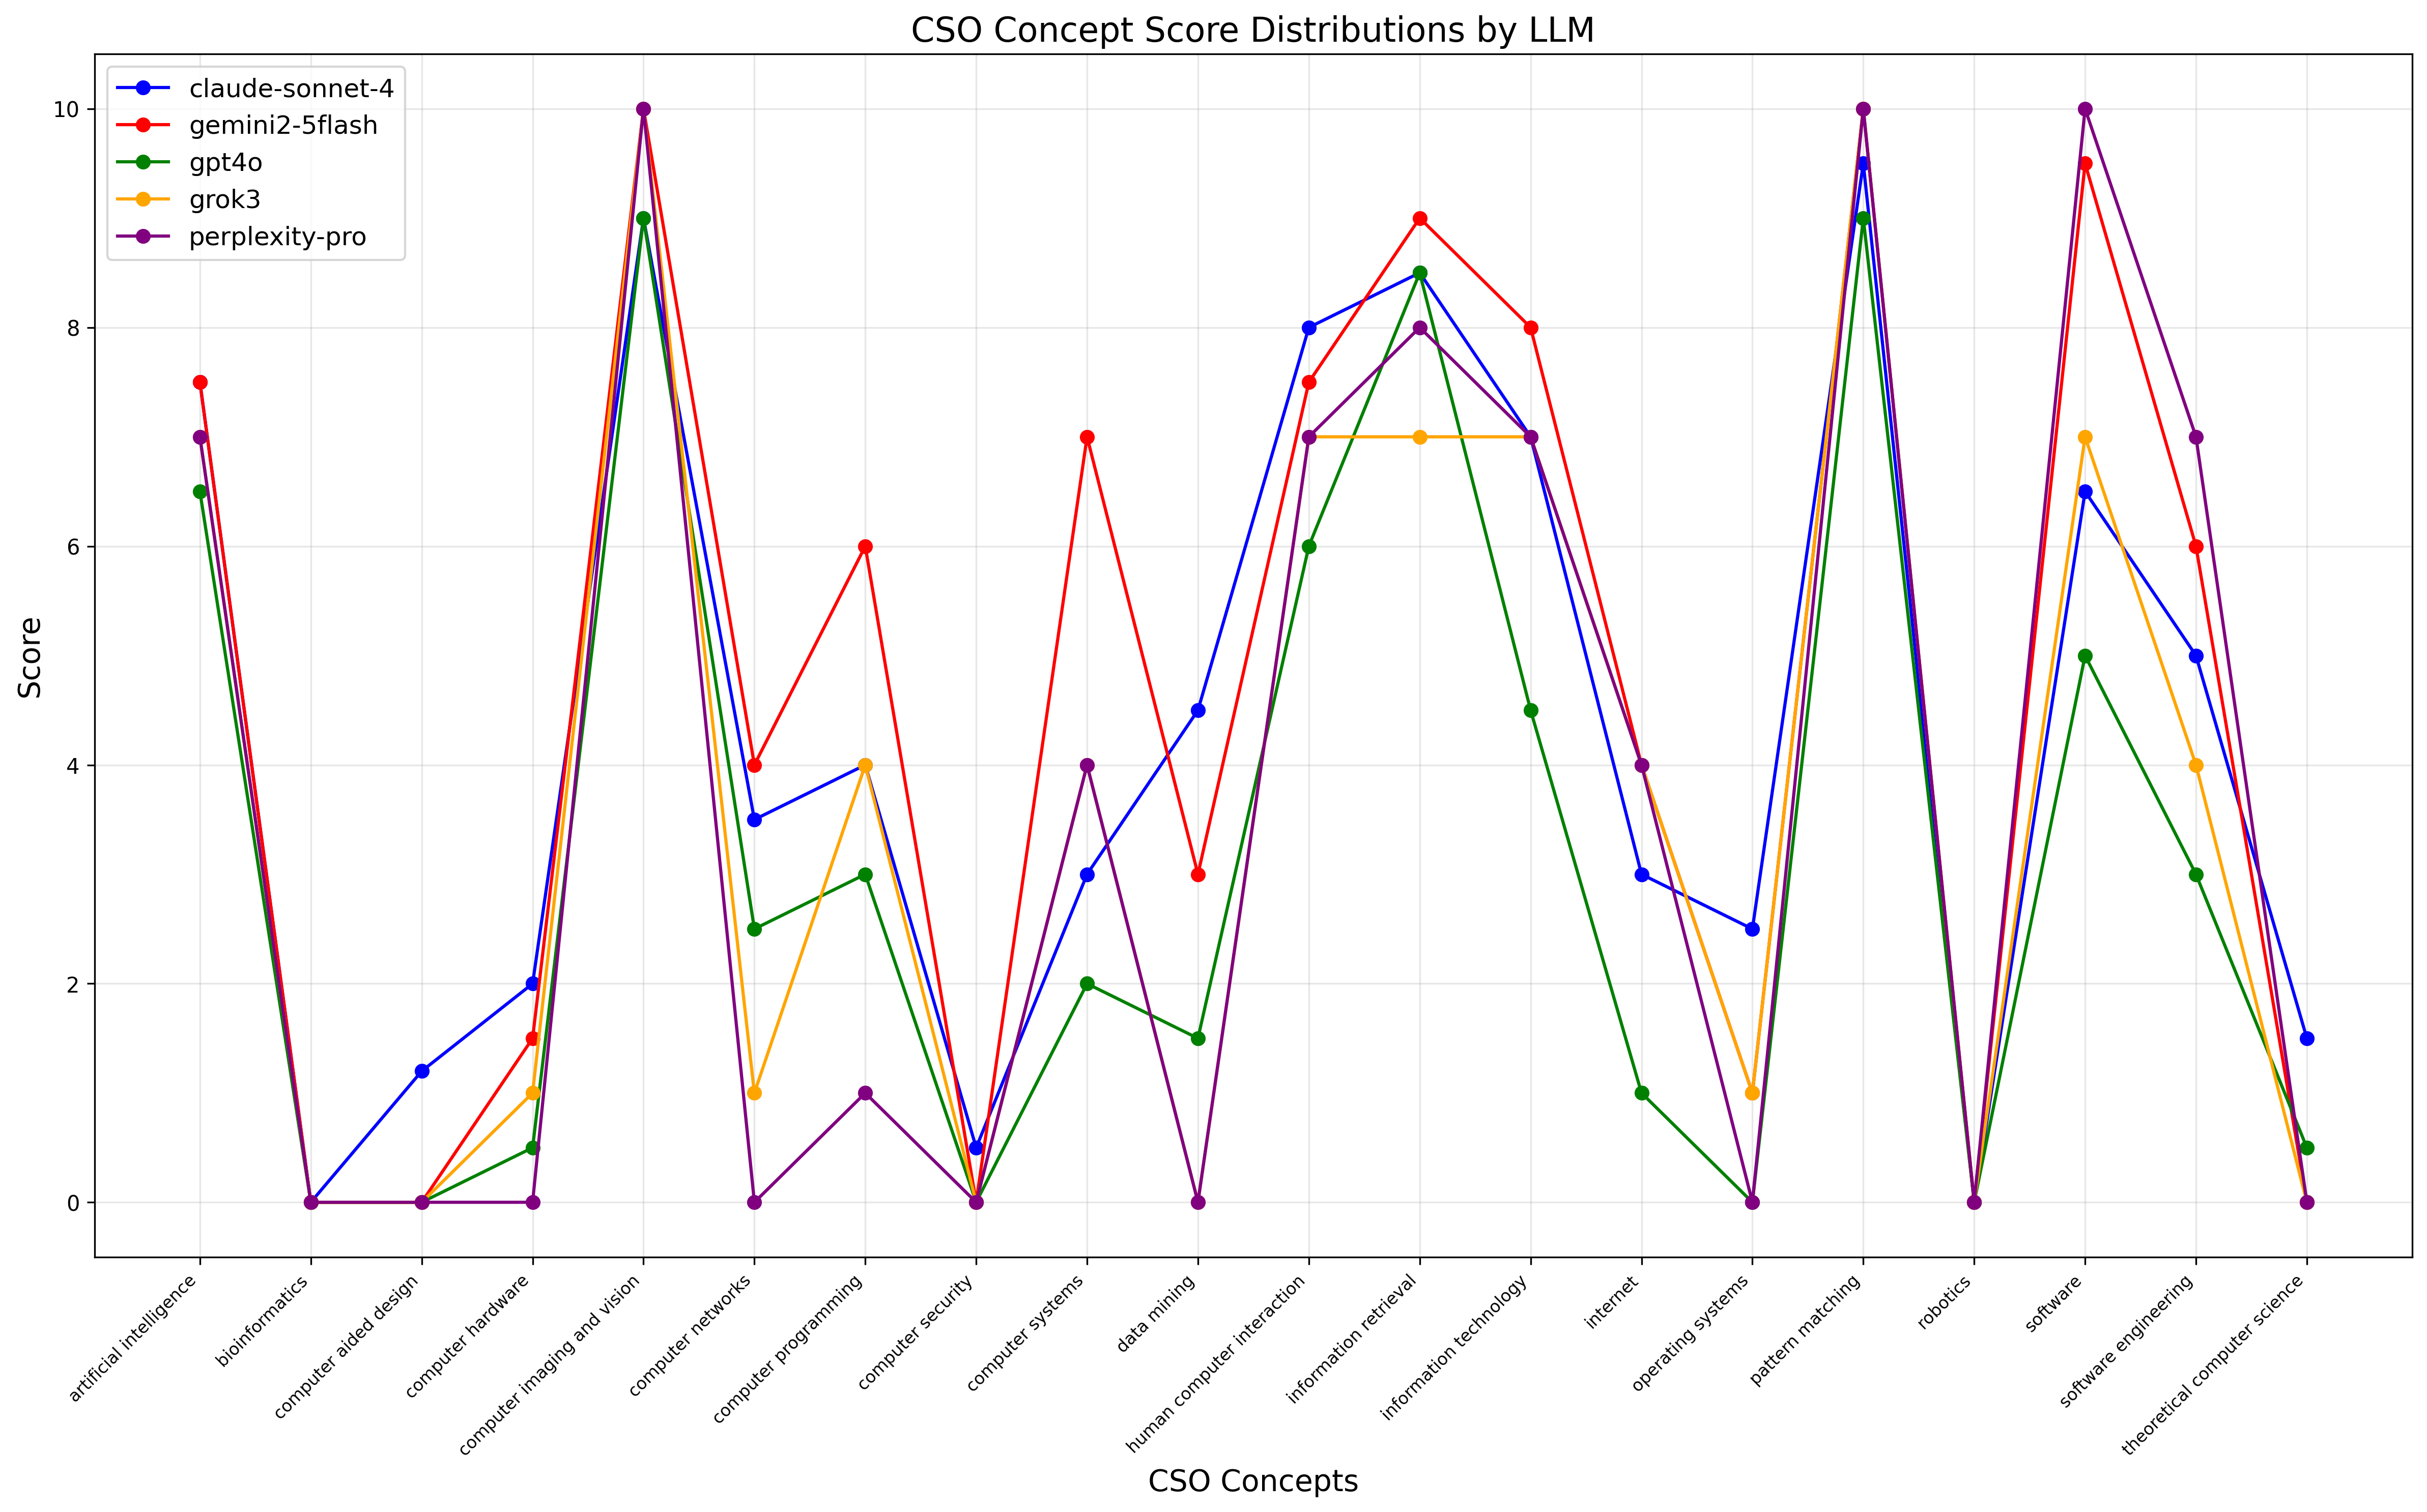 CSO Concept Score Distributions by LLM
claude-sonnet-4
gemini2-5flash
gpt4o
grok3
perplexity-pro
10
8
6
4
2
0
Score
artificial intelligence
bioinformatics
computer aided design
computer hardware
computer imaging and vision
computer networks
computer programming
computer security
computer systems
data mining
human computer interaction
information retrieval
information technology
internet
operating systems
pattern matching
robotics
software
software engineering
theoretical computer science
CSO Concepts